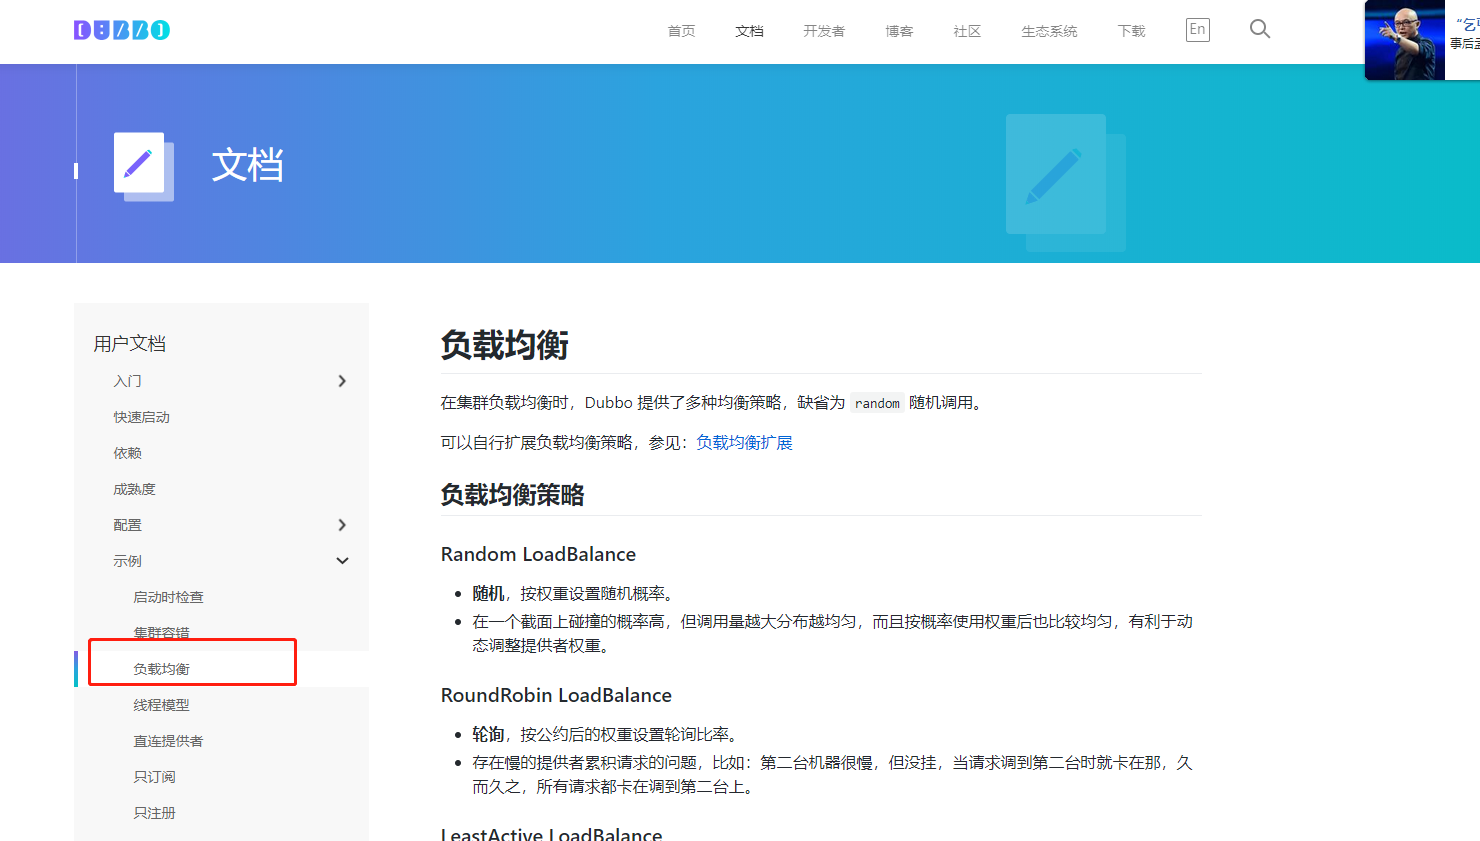 DUBBO
首页
文档
开发者
博客
社区
生态系统
下载
En
“乞
事后
文档
用户文档
入门
快速启动
依赖
成熟度
配置
示例
启动时检查
集群容错
负载均衡
线程模型
直连提供者
只订阅
只注册
负载均衡
在集群负载均衡时，Dubbo 提供了多种均衡策略，缺省为 random 随机调用。
可以自行扩展负载均衡策略，参见：负载均衡扩展
负载均衡策略
Random LoadBalance
随机，按权重设置随机概率。
在一个截面上碰撞的概率高，但调用量越大分布越均匀，而且按概率使用权重后也比较均匀，有利于动
态调整提供者权重。
RoundRobin LoadBalance
轮询，按公约后的权重设置轮询比率。
存在慢的提供者累积请求的问题，比如：第二台机器很慢，但没挂，当请求调到第二台时就卡在那，久
而久之，所有请求都卡在调到第二台上。
LeastActive LoadBalance